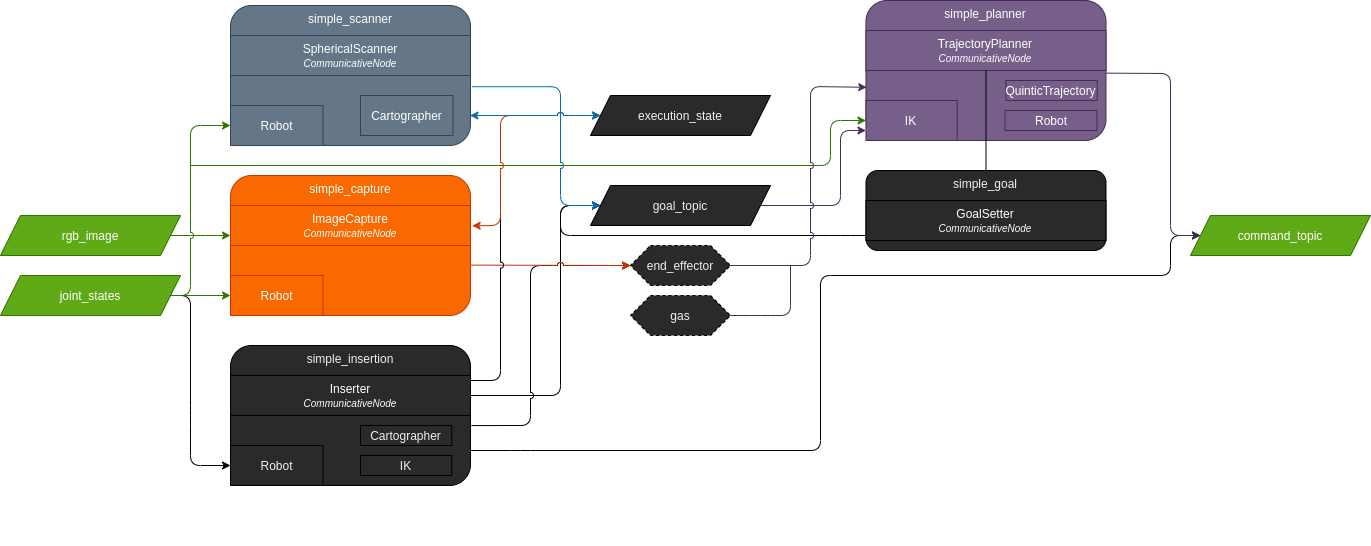 simple_scanner
SphericalScanner
CommunicativeNode
Cartographer
Robot
simple_capture
ImageCapture
CommunicativeNode
Robot
rgb_image
joint_states
simple_insertion
Inserter
CommunicativeNode
Cartographer
Robot
IK
execution_state
goal_topic
end_effector
gas
simple_planner
TrajectoryPlanner
CommunicativeNode
QuinticTrajectory
IK
Robot
simple_goal
GoalSetter
CommunicativeNode
command_topic